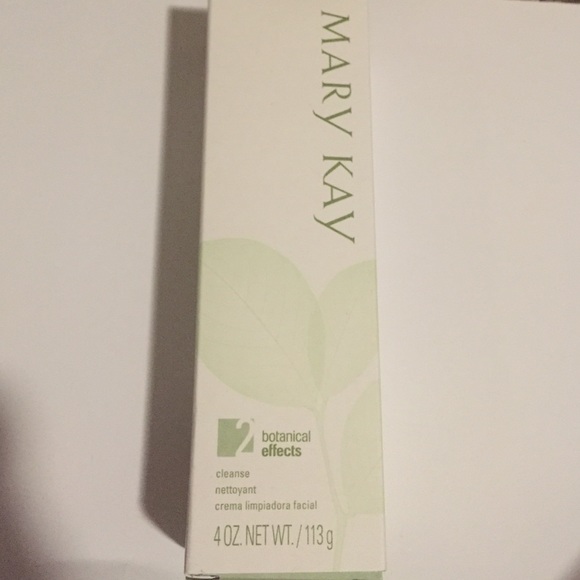 MARY KAY
2
botanical
effects
cleanse
nettoyant
crema limpiadora facial
4 OZ. NET WT. / 113 g